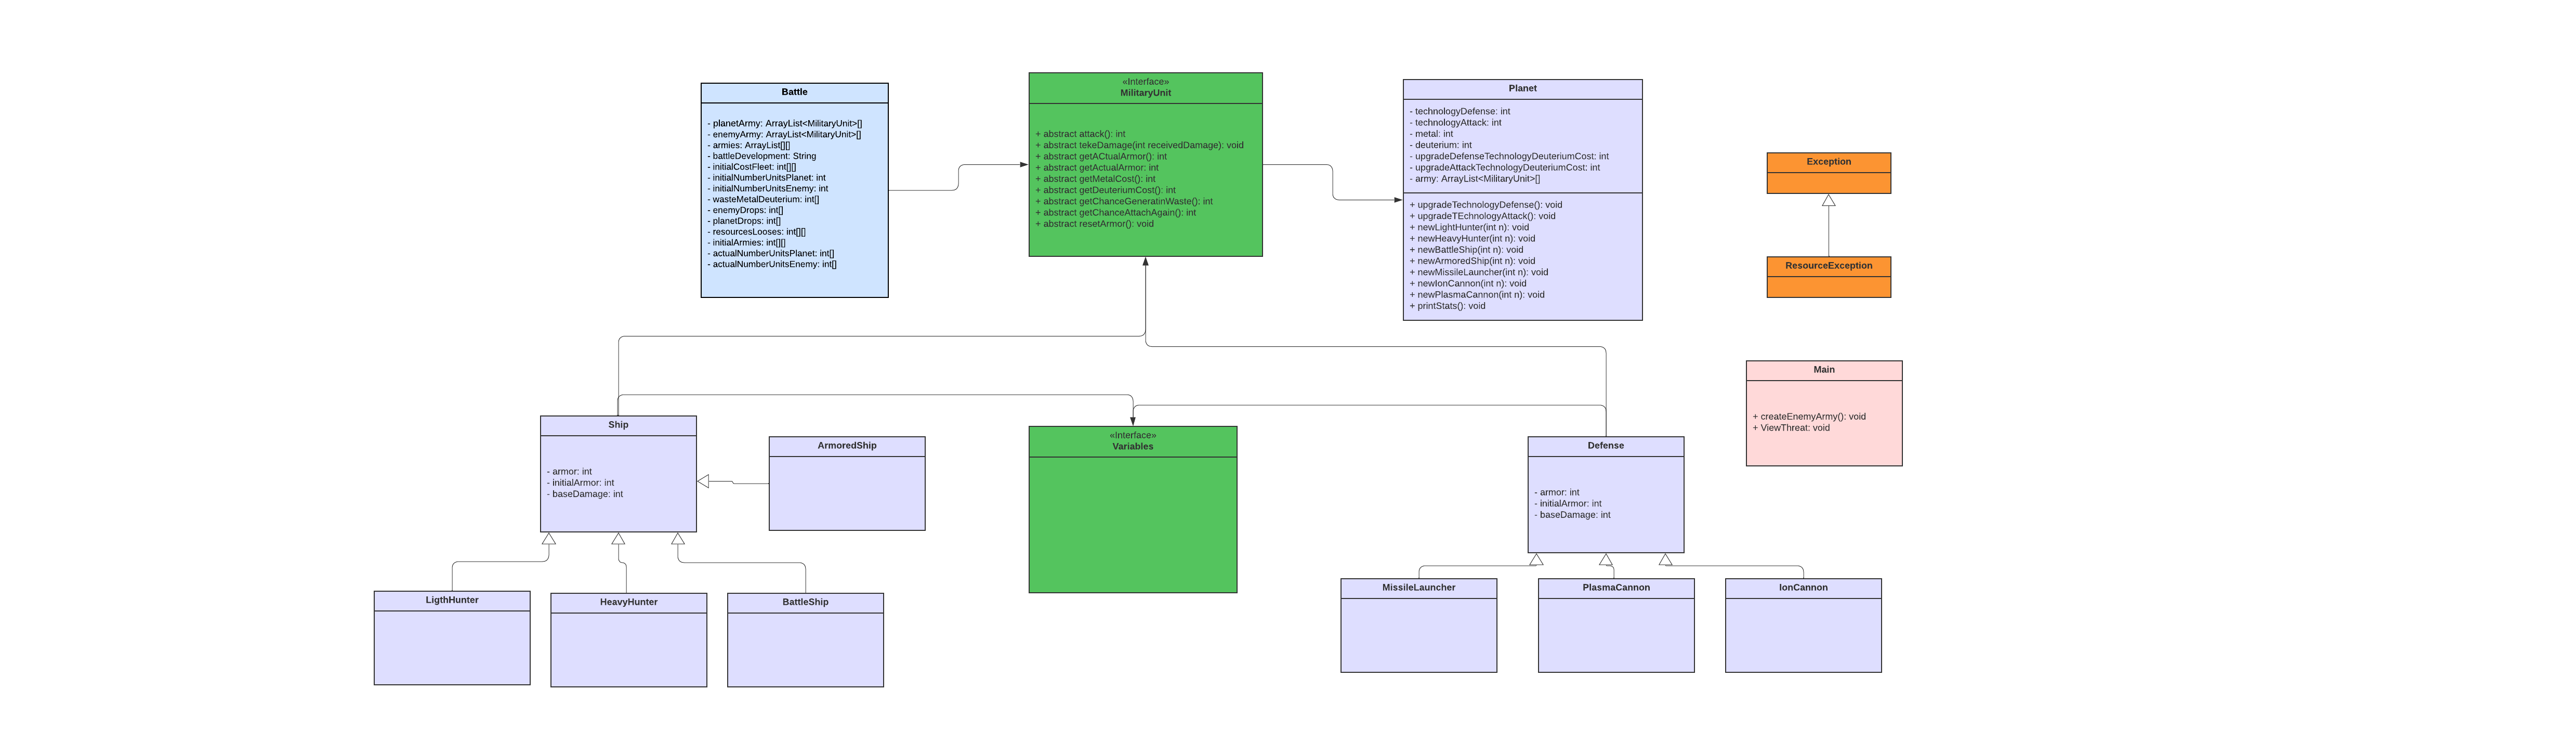 Battle
- planetArmy: ArrayList<MilitaryUnit>[]
- enemyArmy: ArrayList<MilitaryUnit>[]
- armies: ArrayList[][]
- battleDevelopment: String
- initialCostFleet: int[][]
- initialNumberUnitsPlanet: int
- initialNumberUnitsEnemy: int
- wasteMetalDeuterium: int[]
- enemyDrops: int[]
- planetDrops: int[]
- resourcesLooses: int[][]
- initialArmies: int[][]
- actualNumberUnitsPlanet: int[]
- actualNumberUnitsEnemy: int[]
«Interface»
MilitaryUnit
+ abstract attack(): int
+ abstract tekeDamage(int receivedDamage): void
+ abstract getACtualArmor(): int
+ abstract getActualArmor: int
+ abstract getMetalCost(): int
+ abstract getDeuteriumCost(): int
+ abstract getChanceGeneratinWaste(): int
+ abstract getChanceAttachAgain(): int
+ abstract resetArmor(): void
Planet
- technologyDefense: int
- technologyAttack: int
- metal: int
- deuterium: int
- upgradeDefenseTechnologyDeuteriumCost: int
- upgradeAttackTechnologyDeuteriumCost: int
- army: ArrayList<MilitaryUnit>[]
+ upgradeTechnologyDefense(): void
+ upgradeTEchnologyAttack(): void
+ newLightHunter(int n): void
+ newHeavyHunter(int n): void
+ newBattleShip(int n): void
+ newArmoredShip(int n): void
+ newMissileLauncher(int n): void
+ newIonCannon(int n): void
+ newPlasmaCannon(int n): void
+ printStats(): void
Exception
ResourceException
Main
+ createEnemyArmy(): void
+ ViewThreat: void
Ship
- armor: int
- initialArmor: int
- baseDamage: int
ArmoredShip
«Interface»
Variables
Defense
- armor: int
- initialArmor: int
- baseDamage: int
LigthHunter
HeavyHunter
BattleShip
MissileLauncher
PlasmaCannon
IonCannon